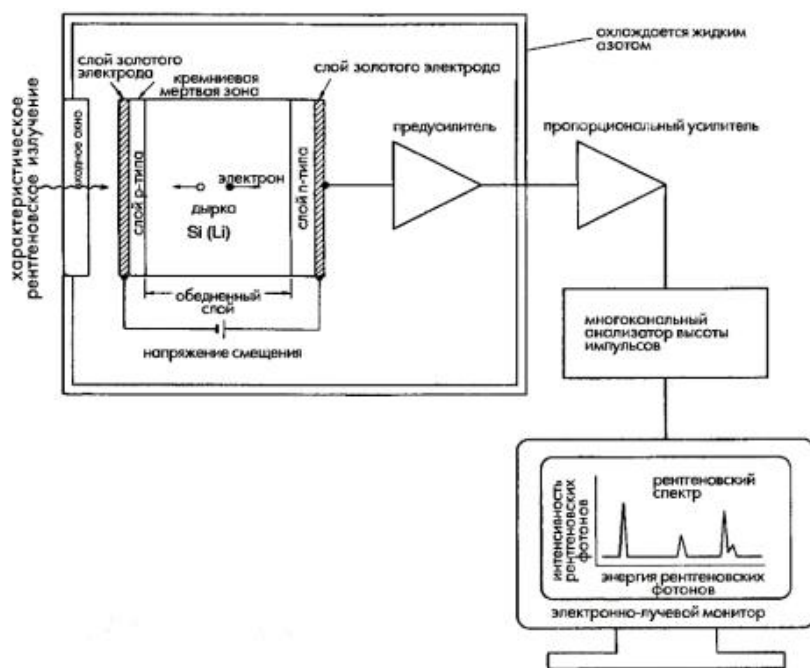 охлаждается жидким
азотом
слой золотого
электрода
кремниевая
мертвая зона
слой золотого электрода
предусилитель
пропорциональный усилитель
характеристическое
рентгеновское излучение
входное окно
слой p-типа
электрон
дырка
Si (Li)
слой n-типа
обедненный
слой
напряжение смещения
многоканальный
анализатор высоты
импульсов
рентгеновский
спектр
интенсивность
рентгеновских
фотонов
энергия рентгеновских
фотонов
электронно-лучевой монитор